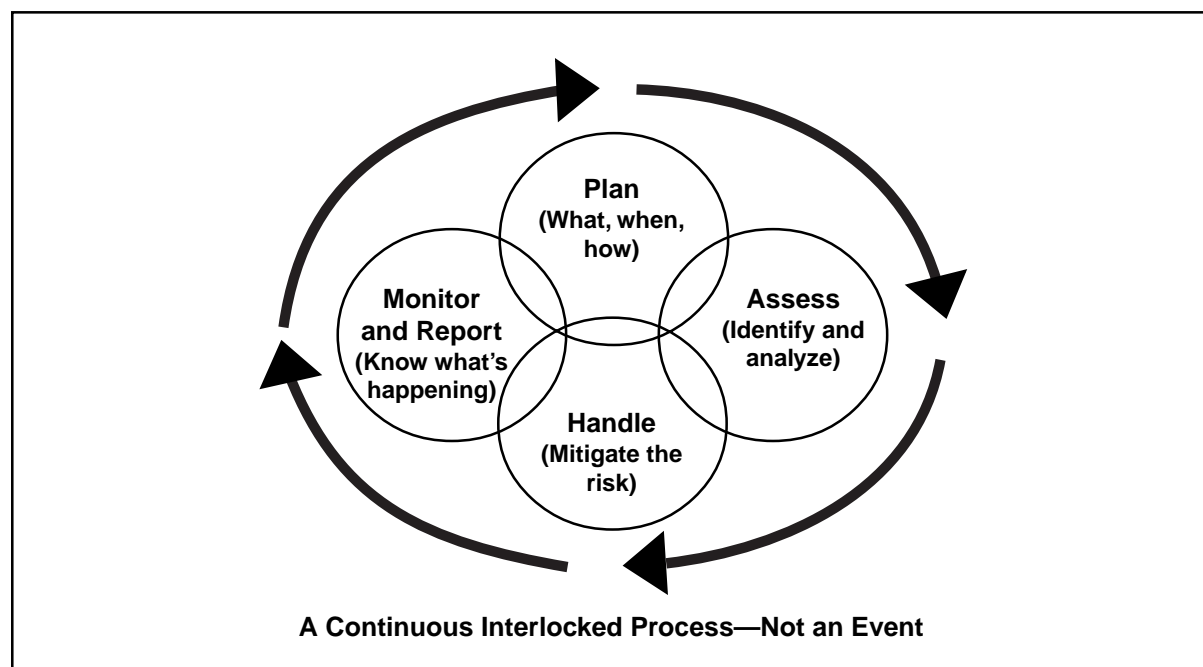 Plan
(What, when,
how)
Monitor
and Report
(Know what’s
happening)
Assess
(Identify and
analyze)
Handle
(Mitigate the
risk)
A Continuous Interlocked Process—Not an Event